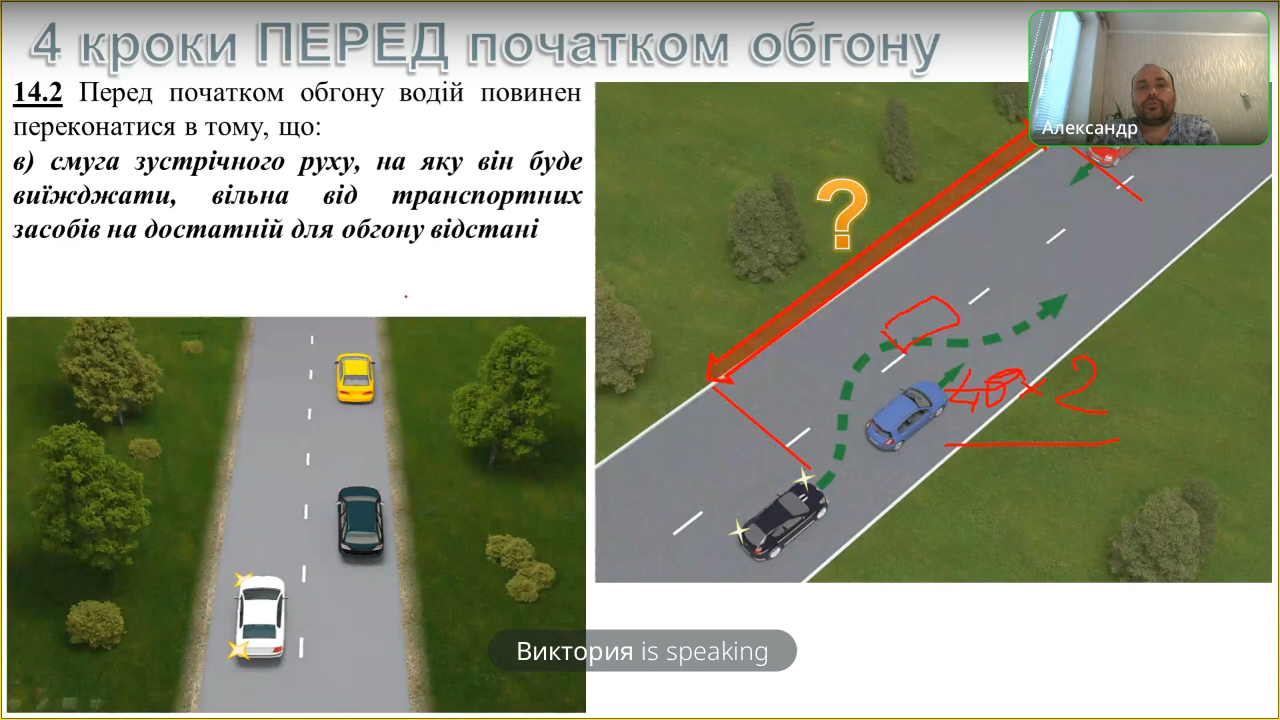 4 кроки ПЕРЕД початком обгону
14.2 Перед початком обгону водій повинен
переконатися в тому, що:
в) смуга зустрічного руху, на яку він буде
виїжджати, вільна від транспортних
засобів на достатній для обгону відстані
Александр
?
40 x 2
Виктория is speaking